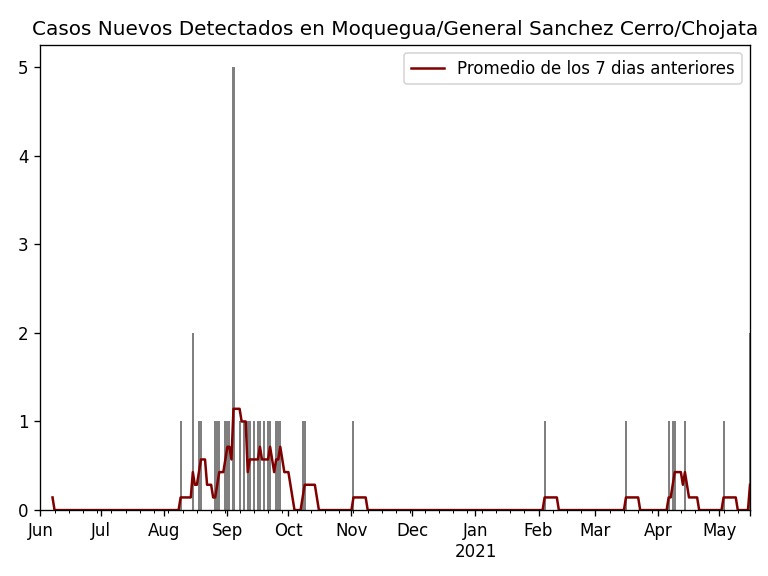 Casos Nuevos Detectados en Moquegua/General Sanchez Cerro/Chojata
Promedio de los 7 dias anteriores
5
4
3
2
1
0
Jun Jul Aug Sep Oct Nov Dec Jan Feb Mar Apr May
2021